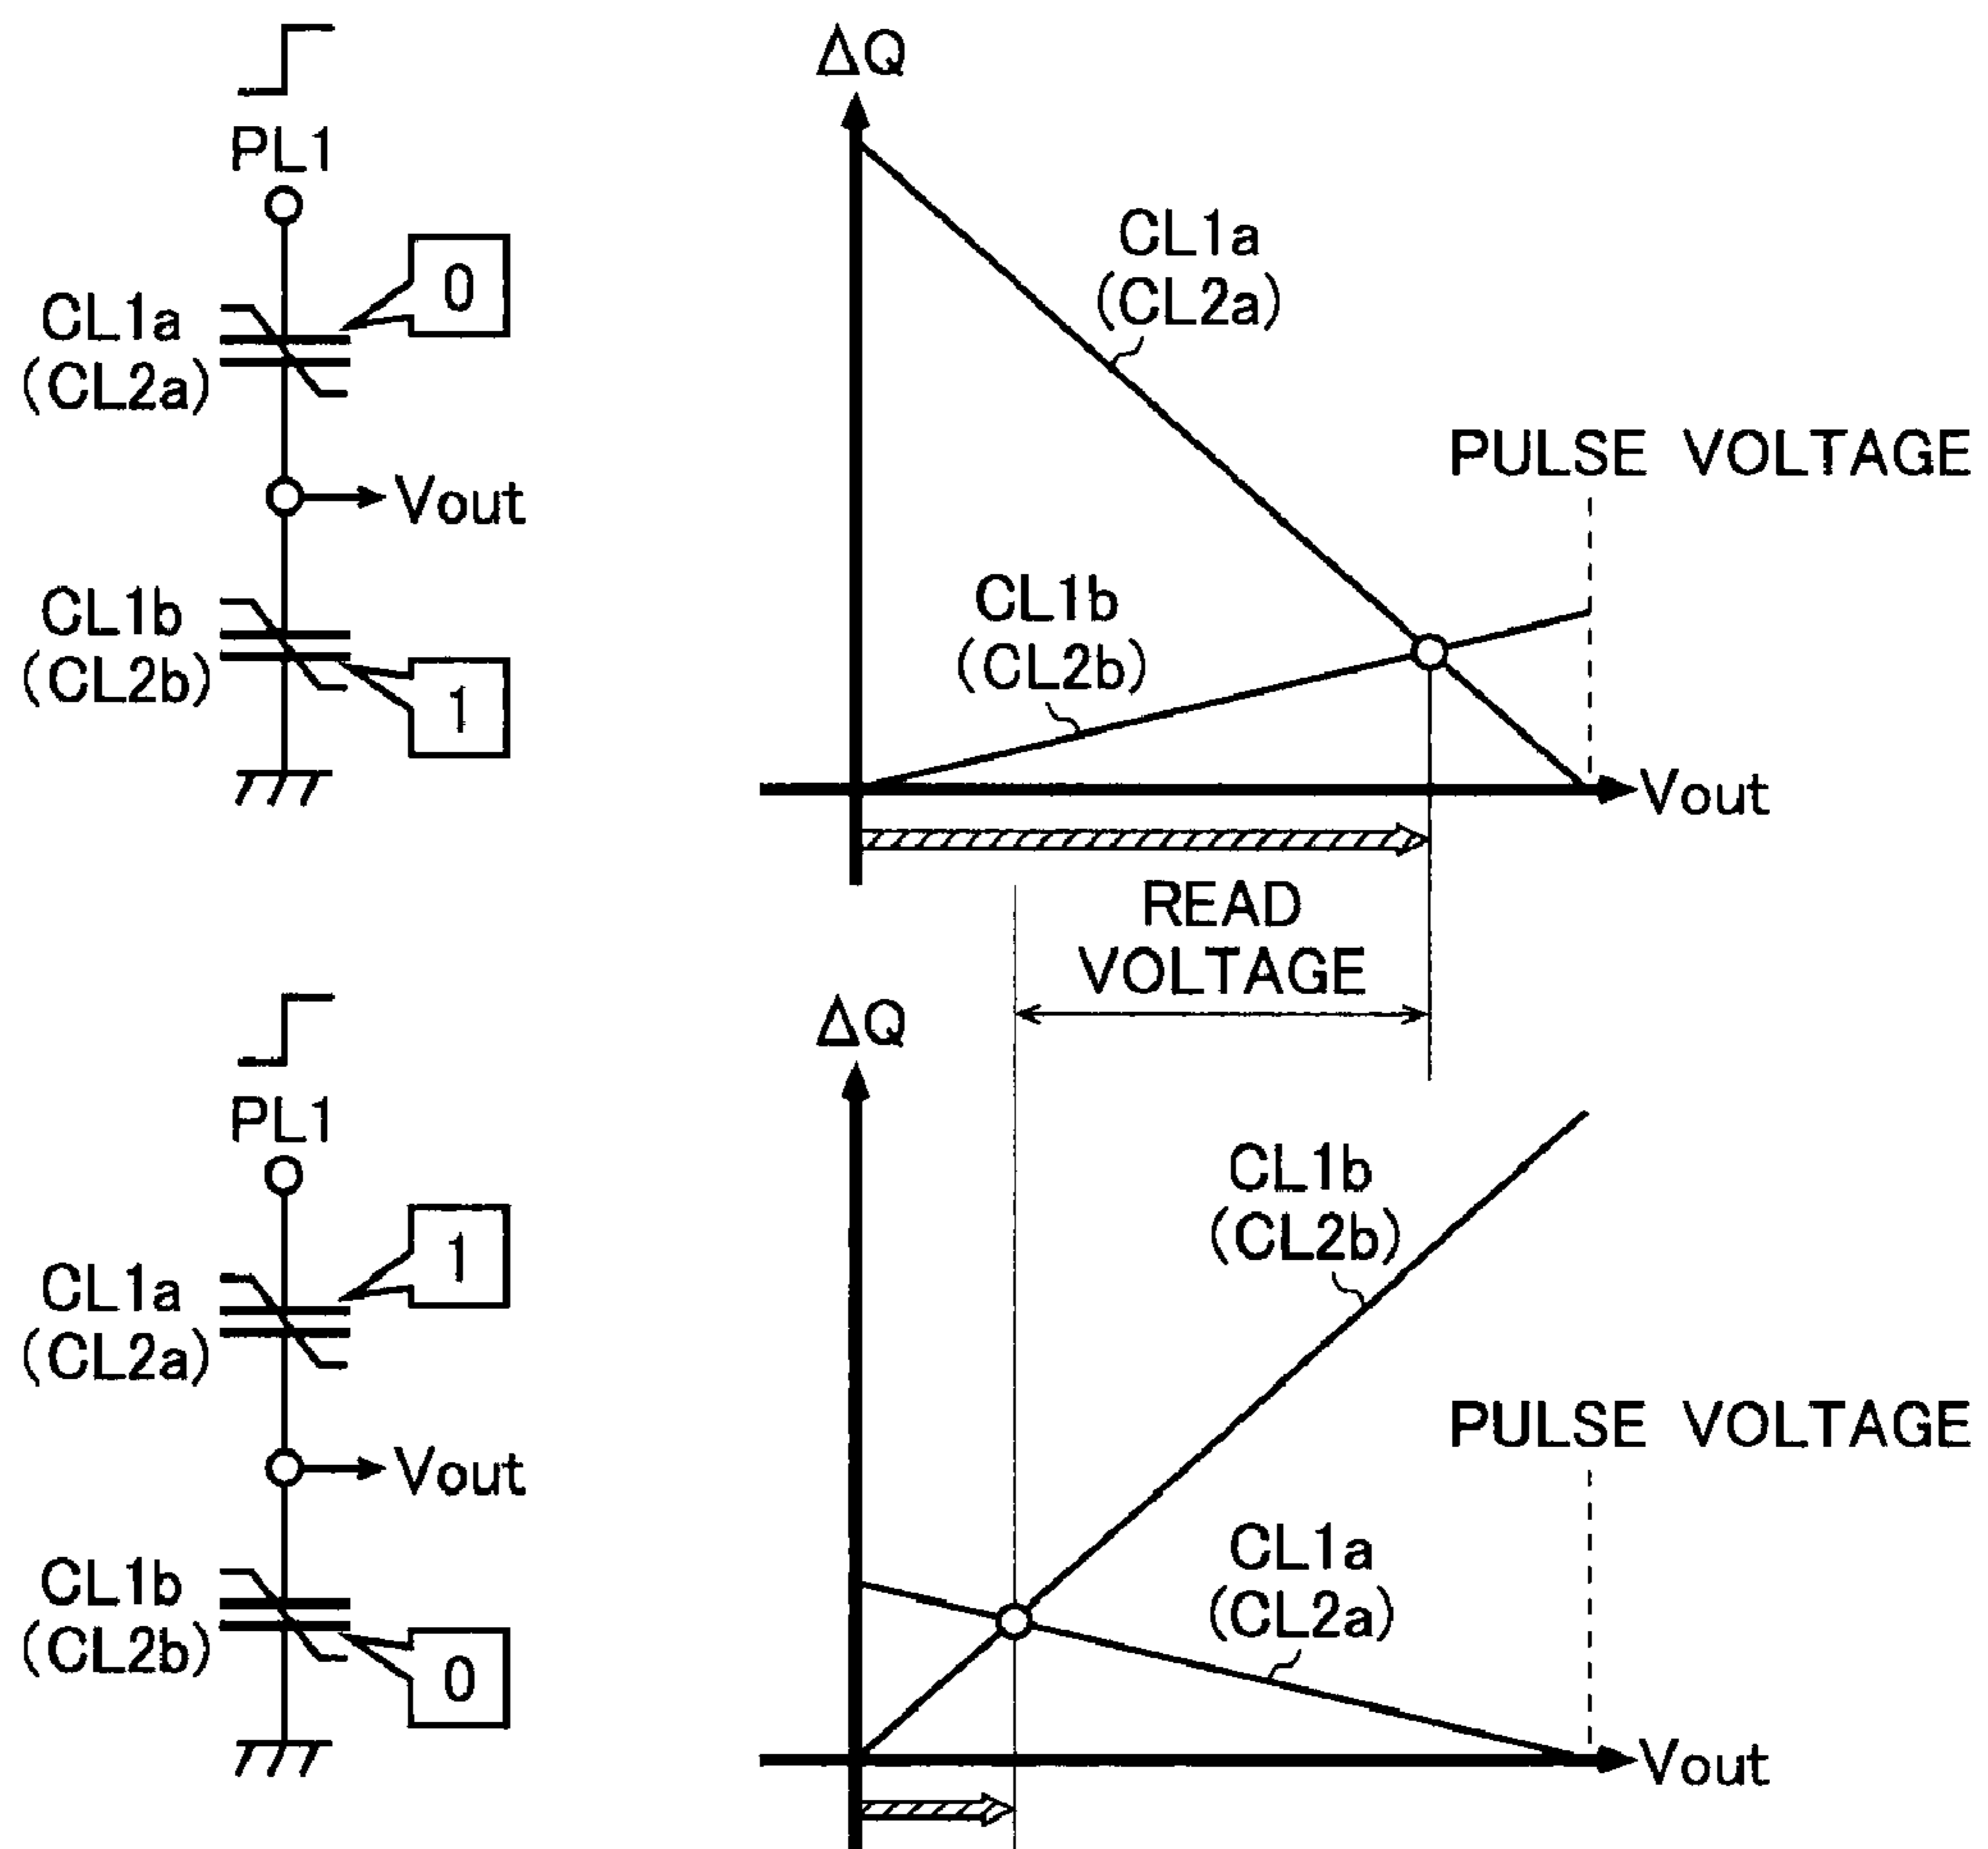 PL1
CL1a
(CL2a)
0
Vout
CL1b
(CL2b)
1
ΔQ
CL1a
(CL2a)
PULSE VOLTAGE
CL1b
(CL2b)
Vout
READ
VOLTAGE
PL1
CL1a
(CL2a)
1
Vout
CL1b
(CL2b)
0
ΔQ
CL1b
(CL2b)
PULSE VOLTAGE
CL1a
(CL2a)
Vout